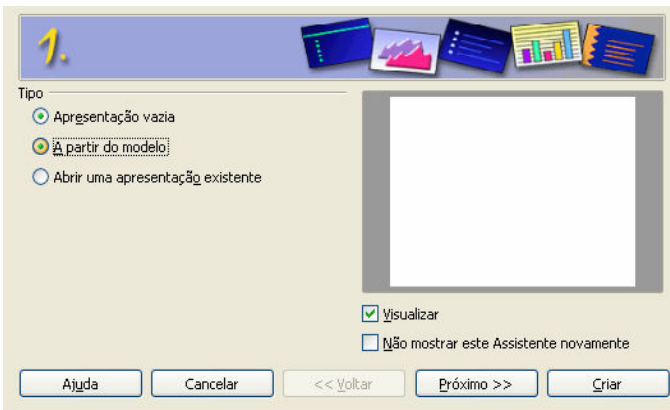 1.
Tipo
Apresentação vazia
A partir do modelo
Abrir uma apresentação existente
Visualizar
Não mostrar este Assistente novamente
Ajuda
Cancelar
<< Voltar
Próximo >>
Criar